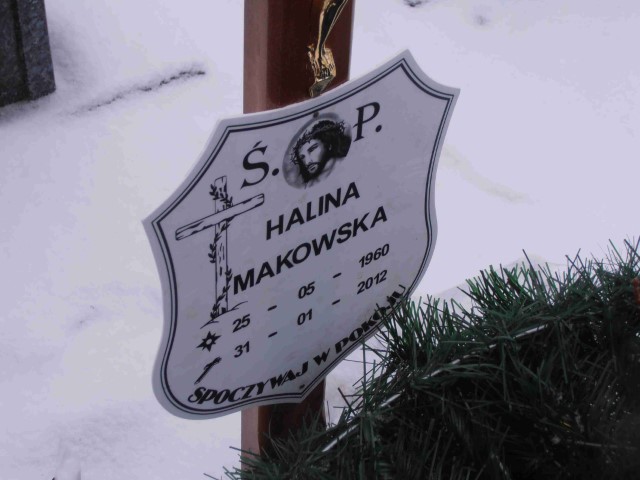 Ś. P.
HALINA
MAKOWSKA
25 - 05 - 1960
31 - 01 - 2012
SPOCZYWAJ W POKOJU